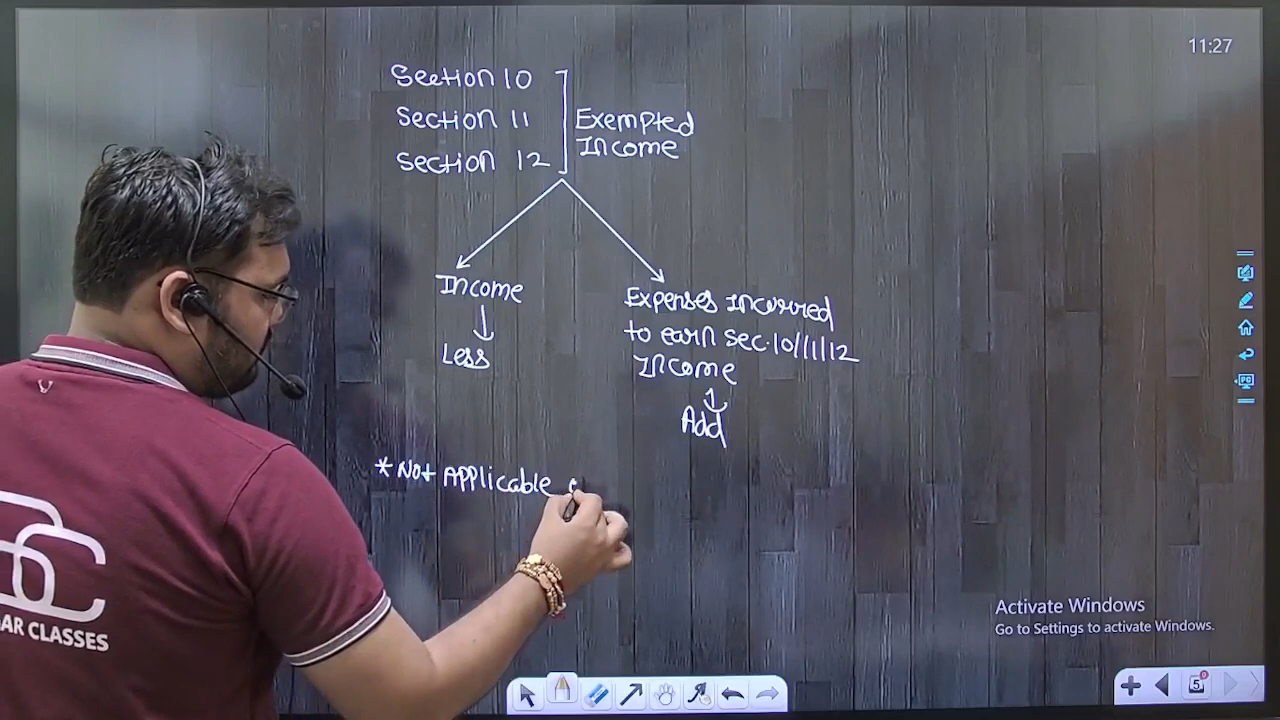 11:27
Section 10
Section 11
Section 12
Exempted
Income
Income
Less
Expenses Incurred
to earn Sec.10/11/12
Income
Add
* Not Applicable
Activate Windows
Go to Settings to activate Windows.
CLASSES
PQ
5